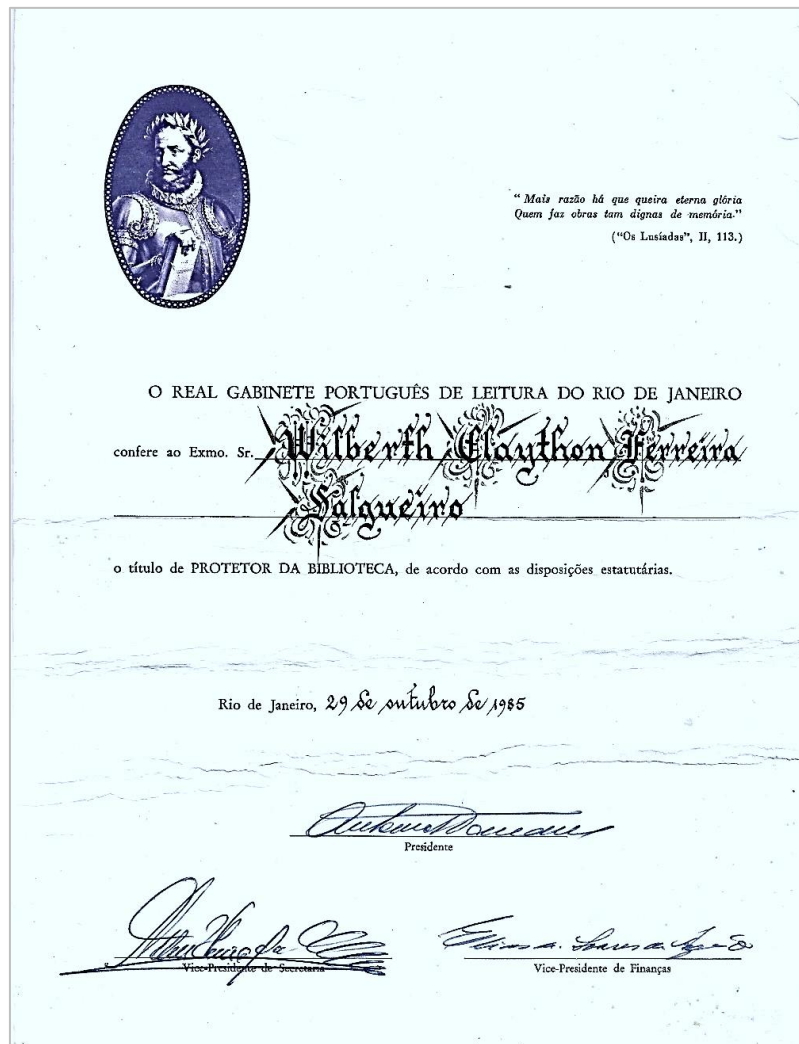 “ Mais razão há que queira eterna glória
Quem faz obras tam dignas de memória.”
(“Os Lusíadas”, II, 113.)
O REAL GABINETE PORTUGUÊS DE LEITURA DO RIO DE JANEIRO
confere ao Exmo. Sr. Wilberth Claython Ferreira
Salgueiro
o título de PROTETOR DA BIBLIOTECA, de acordo com as disposições estatutárias.
Rio de Janeiro, 29 de outubro de 1985
Presidente
Vice-Presidente de Secretaria
Vice-Presidente de Finanças